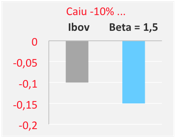 Caiu -10% ...
Ibov Beta = 1,5
0
-0,05
-0,1
-0,15
-0,2